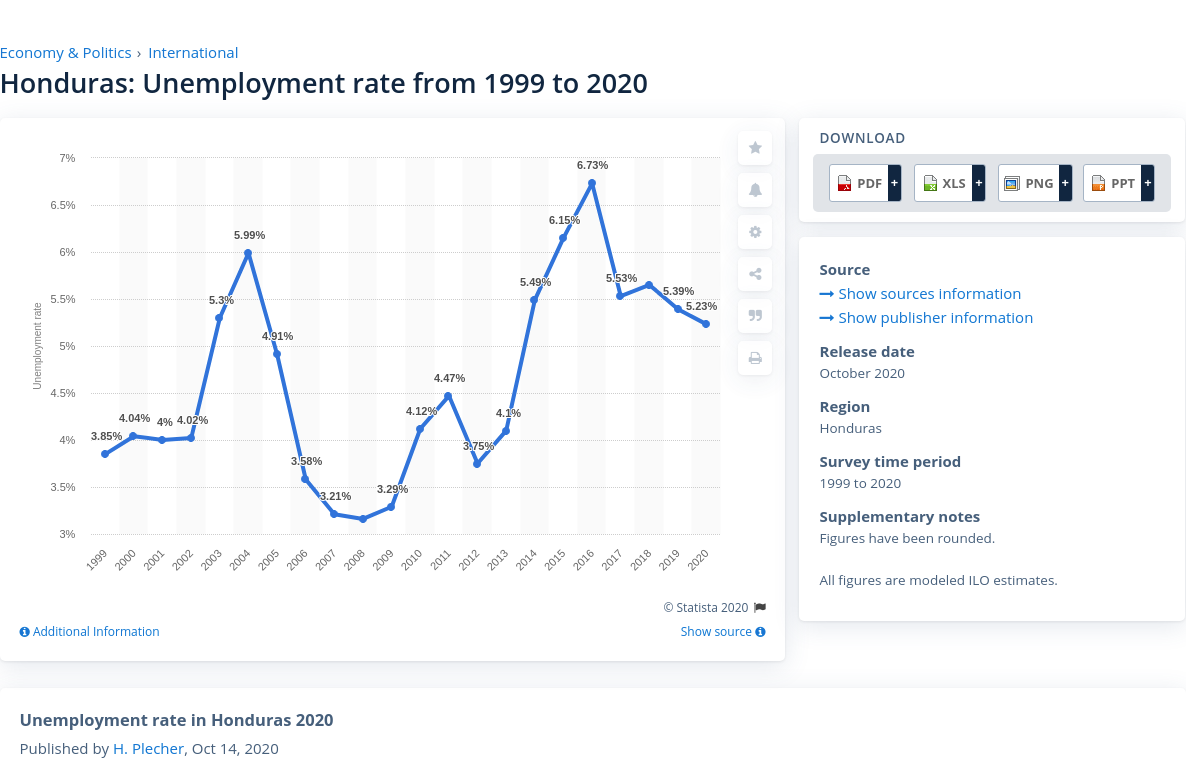 Economy & Politics › International
Honduras: Unemployment rate from 1999 to 2020
7%
6.5%
6%
5.5%
5%
4.5%
4%
3.5%
3%
Unemployment rate
3.85%
4.04%
4%
4.02%
5.3%
5.99%
4.91%
3.58%
3.21%
3.29%
4.12%
4.47%
3.75%
4.1%
5.49%
6.15%
6.73%
5.53%
5.39%
5.23%
1999
2000
2001
2002
2003
2004
2005
2006
2007
2008
2009
2010
2011
2012
2013
2014
2015
2016
2017
2018
2019
2020
© Statista 2020
Additional Information
Show source
DOWNLOAD
PDF + XLS + PNG + PPT +
Source
Show sources information
Show publisher information
Release date
October 2020
Region
Honduras
Survey time period
1999 to 2020
Supplementary notes
Figures have been rounded.
All figures are modeled ILO estimates.
Unemployment rate in Honduras 2020
Published by H. Plecher, Oct 14, 2020